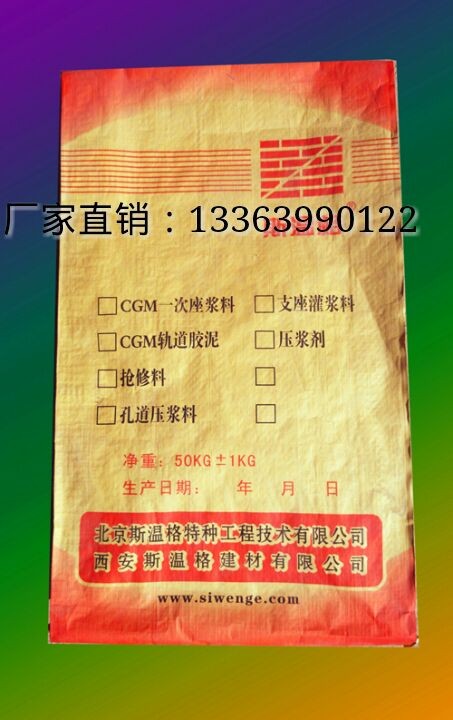 厂家直销：13363990122
斯温格®
□CGM一次座浆料 □支座灌浆料
□CGM轨道胶泥 □压浆剂
□抢修料 □
□孔道压浆料 □
净重：50KG±1KG
生产日期： 年 月 日
北京斯温格特种工程技术有限公司
西安斯温格建材有限公司
www.siwenge.com